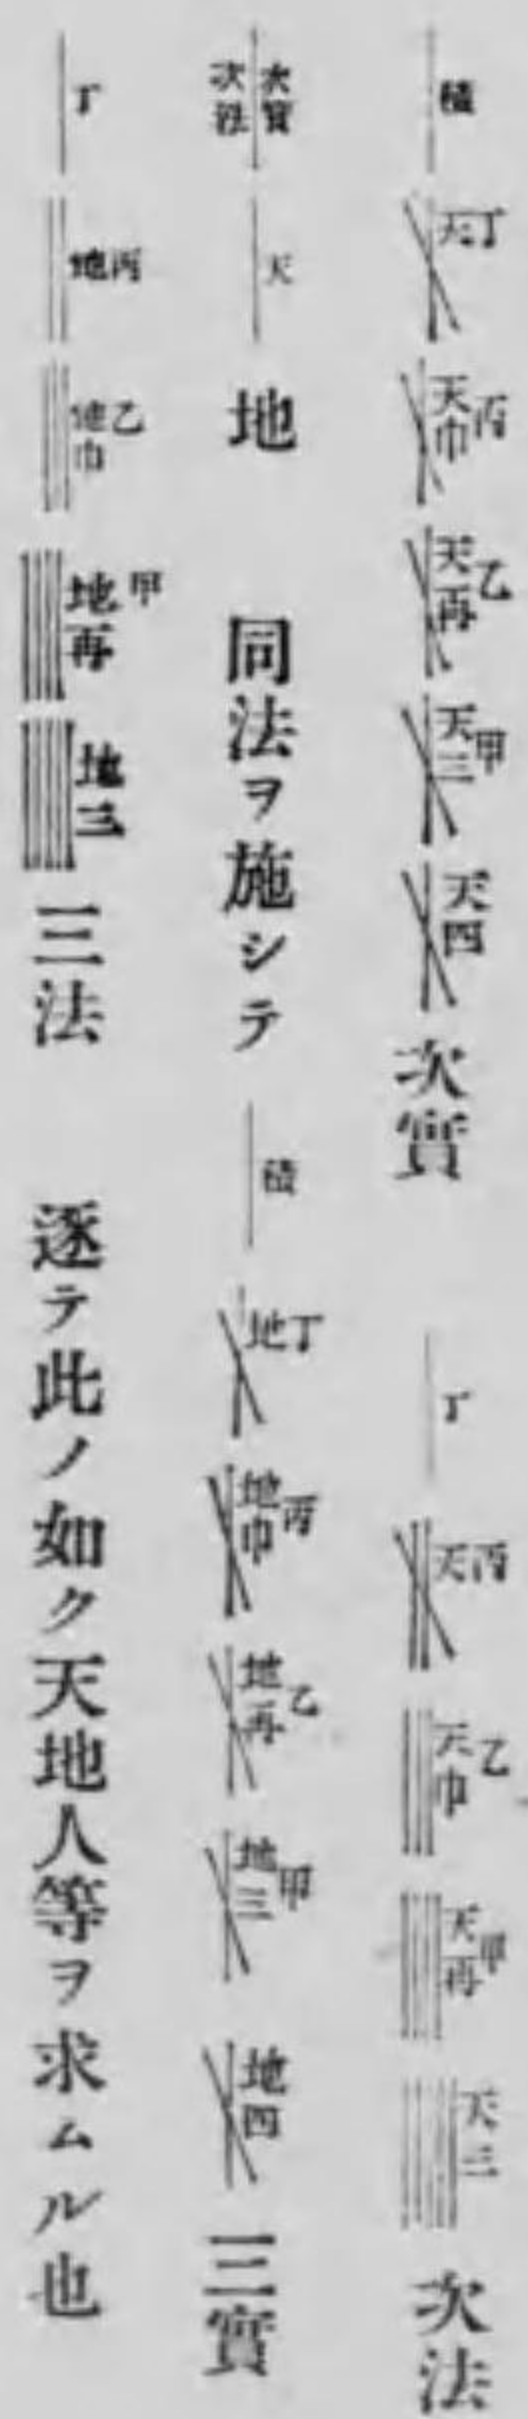 積 天丁 天巾丙 天再乙 天三甲 天四 次實 丁 天丙 天巾乙 天再甲 天三 次法
次實 次法 天 地 同法ヲ施シテ 積 地丁 地巾丙 地再乙 地三甲 地四 三實
丁 地丙 地巾乙 地再甲 地三 三法 逐テ此ノ如ク天地人等ヲ求ムル也